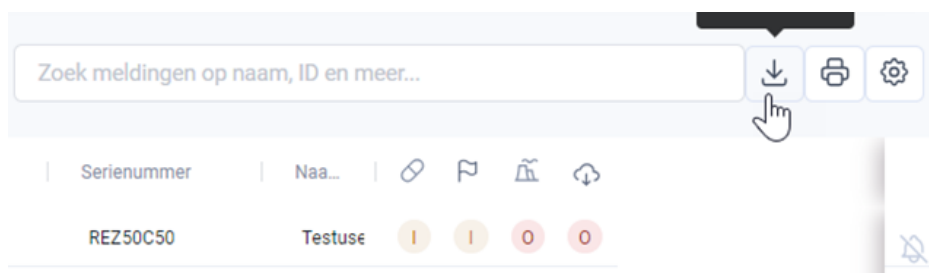 Zoek meldingen op naam, ID en meer...
Serienummer Naa...
REZ50C50 Testuse I I O O